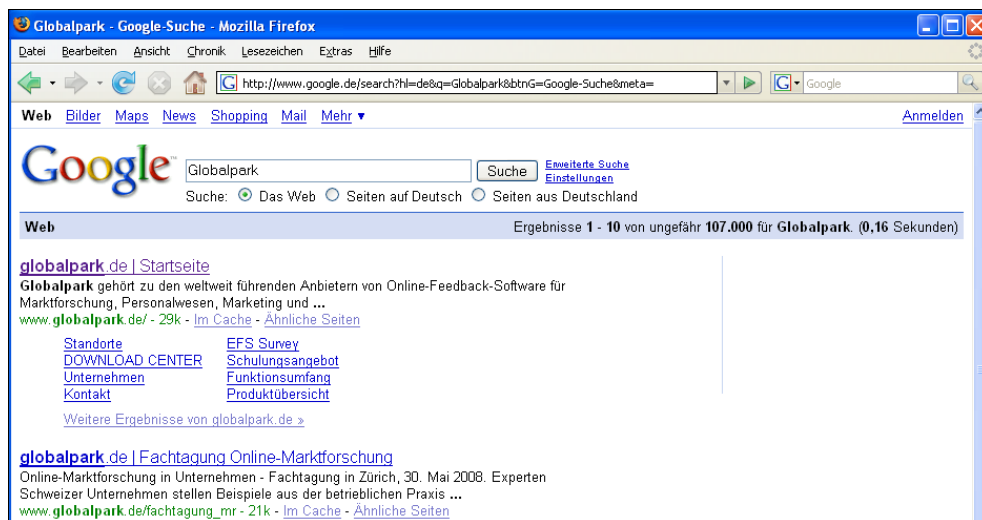 Globalpark - Google-Suche - Mozilla Firefox
Datei Bearbeiten Ansicht Chronik Lesezeichen Extras Hilfe
G http://www.google.de/search?hl=de&q=Globalpark&btnG=Google-Suche&meta= G Google
Web Bilder Maps News Shopping Mail Mehr ▼ Anmelden
Google™ Globalpark Suche Erweiterte Suche
Einstellungen
Suche: Das Web Seiten auf Deutsch Seiten aus Deutschland
Web Ergebnisse 1 - 10 von ungefähr 107.000 für Globalpark. (0,16 Sekunden)
globalpark.de | Startseite
Globalpark gehört zu den weltweit führenden Anbietern von Online-Feedback-Software für
Marktforschung, Personalwesen, Marketing und ...
www.globalpark.de/ - 29k - Im Cache - Ähnliche Seiten
Standorte EFS Survey
DOWNLOAD CENTER Schulungsangebot
Unternehmen Funktionsumfang
Kontakt Produktübersicht
Weitere Ergebnisse von globalpark.de »
globalpark.de | Fachtagung Online-Marktforschung
Online-Marktforschung in Unternehmen - Fachtagung in Zürich, 30. Mai 2008. Experten
Schweizer Unternehmen stellen Beispiele aus der betrieblichen Praxis ...
www.globalpark.de/fachtagung_mr - 21k - Im Cache - Ähnliche Seiten